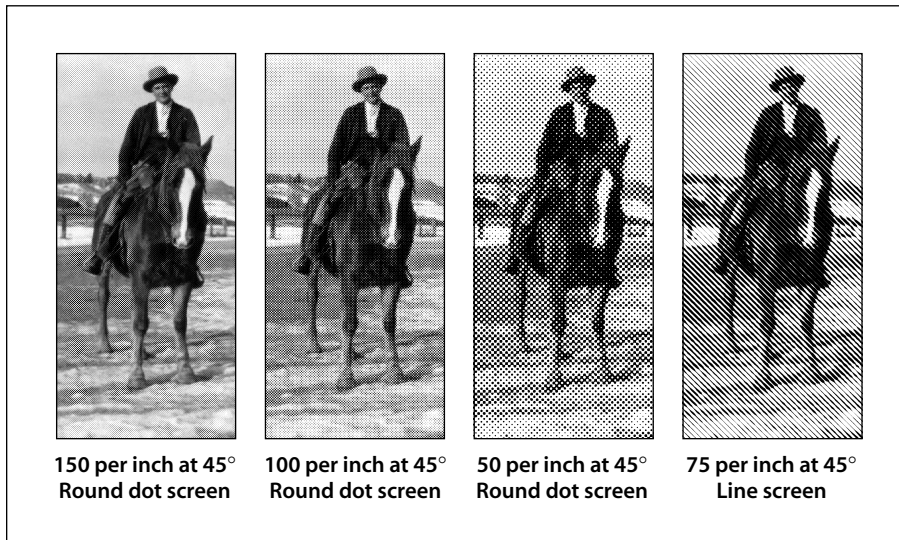 150 per inch at 45°
Round dot screen
100 per inch at 45°
Round dot screen
50 per inch at 45°
Round dot screen
75 per inch at 45°
Line screen